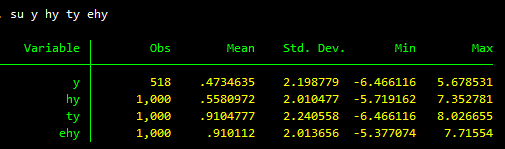 . su y hy ty ehy
Variable | Obs Mean Std. Dev. Min Max
y | 518 .4734635 2.198779 -6.466116 5.678531
hy | 1,000 .5580972 2.010477 -5.719162 7.352781
ty | 1,000 .9104777 2.240558 -6.466116 8.026655
ehy | 1,000 .910112 2.013656 -5.377074 7.71554